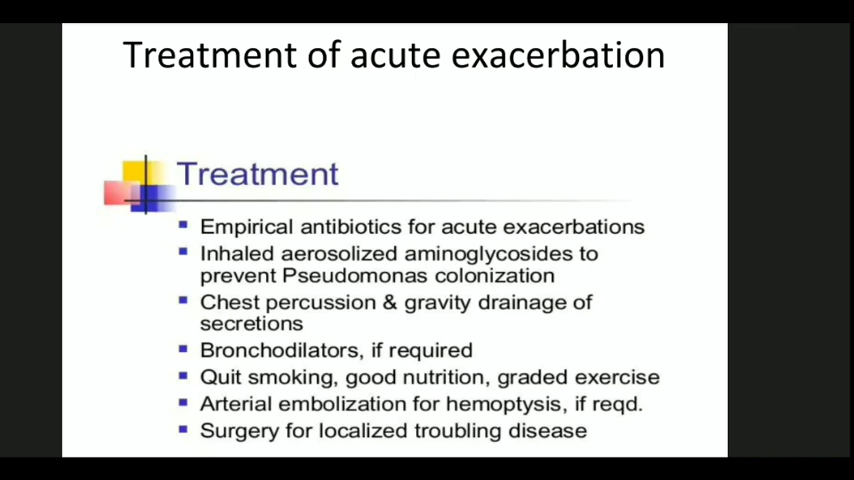 Treatment of acute exacerbation
Treatment
Empirical antibiotics for acute exacerbations
Inhaled aerosolized aminoglycosides to
prevent Pseudomonas colonization
Chest percussion & gravity drainage of
secretions
Bronchodilators, if required
Quit smoking, good nutrition, graded exercise
Arterial embolization for hemoptysis, if reqd.
Surgery for localized troubling disease